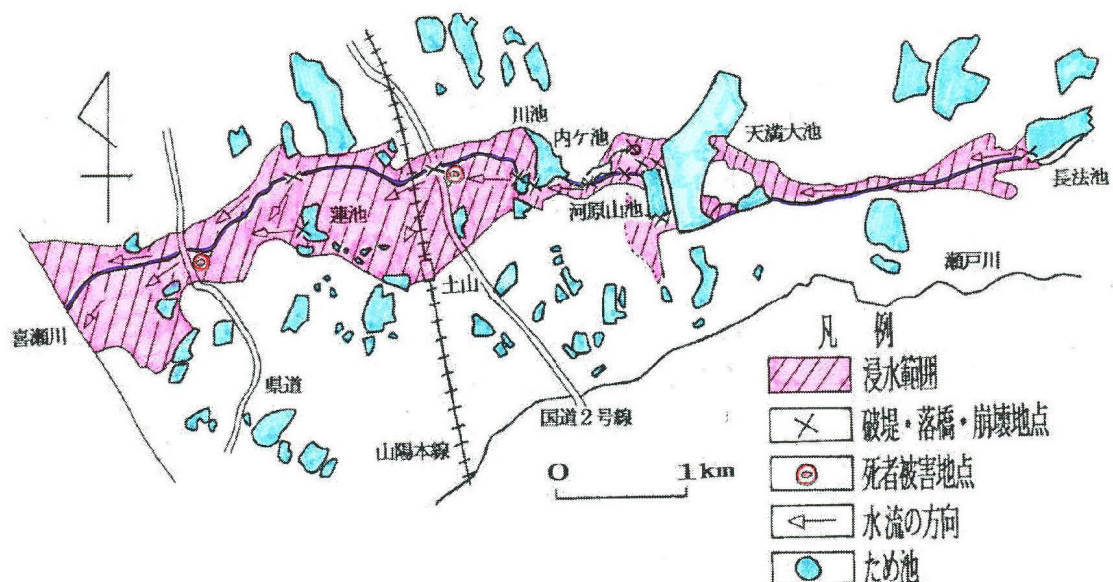 川池
内ケ池
天満大池
長法池
河原山池
蓮池
瀬戸川
土山
喜瀬川
県道
国道2号線
山陽本線
0 1km
凡 例
浸水範囲
破堤・落橋・崩壊地点
死者被害地点
水流の方向
ため池